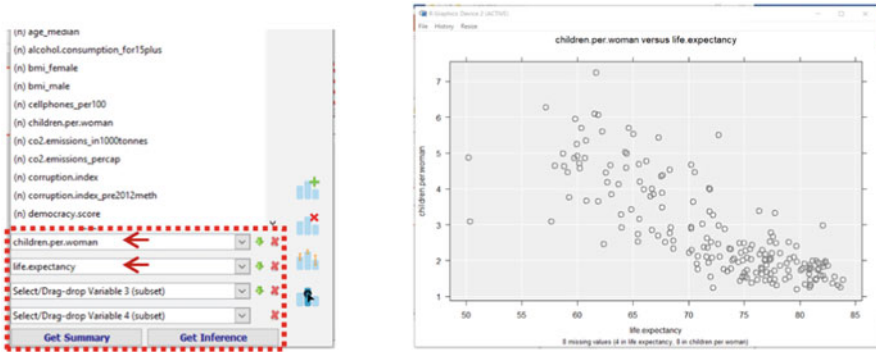 (n) age_median
(n) alcohol.consumption_for15plus
(n) bmi_female
(n) bmi_male
(n) cellphones_per100
(n) children.per.woman
(n) co2.emissions_in1000tonnes
(n) co2.emissions_percap
(n) corruption.index
(n) corruption.index_pre2012meth
(n) democracy.score
children.per.woman
life.expectancy
Select/Drag-drop Variable 3 (subset)
Select/Drag-drop Variable 4 (subset)
Get Summary Get Inference
R Graphics: Device 2 (ACTIVE)
File History Resize
children.per.woman versus life.expectancy
7
6
5
4
3
2
1
children.per.woman
50 55 60 65 70 75 80 85
life.expectancy
8 missing values (4 in life.expectancy, 8 in children per woman)